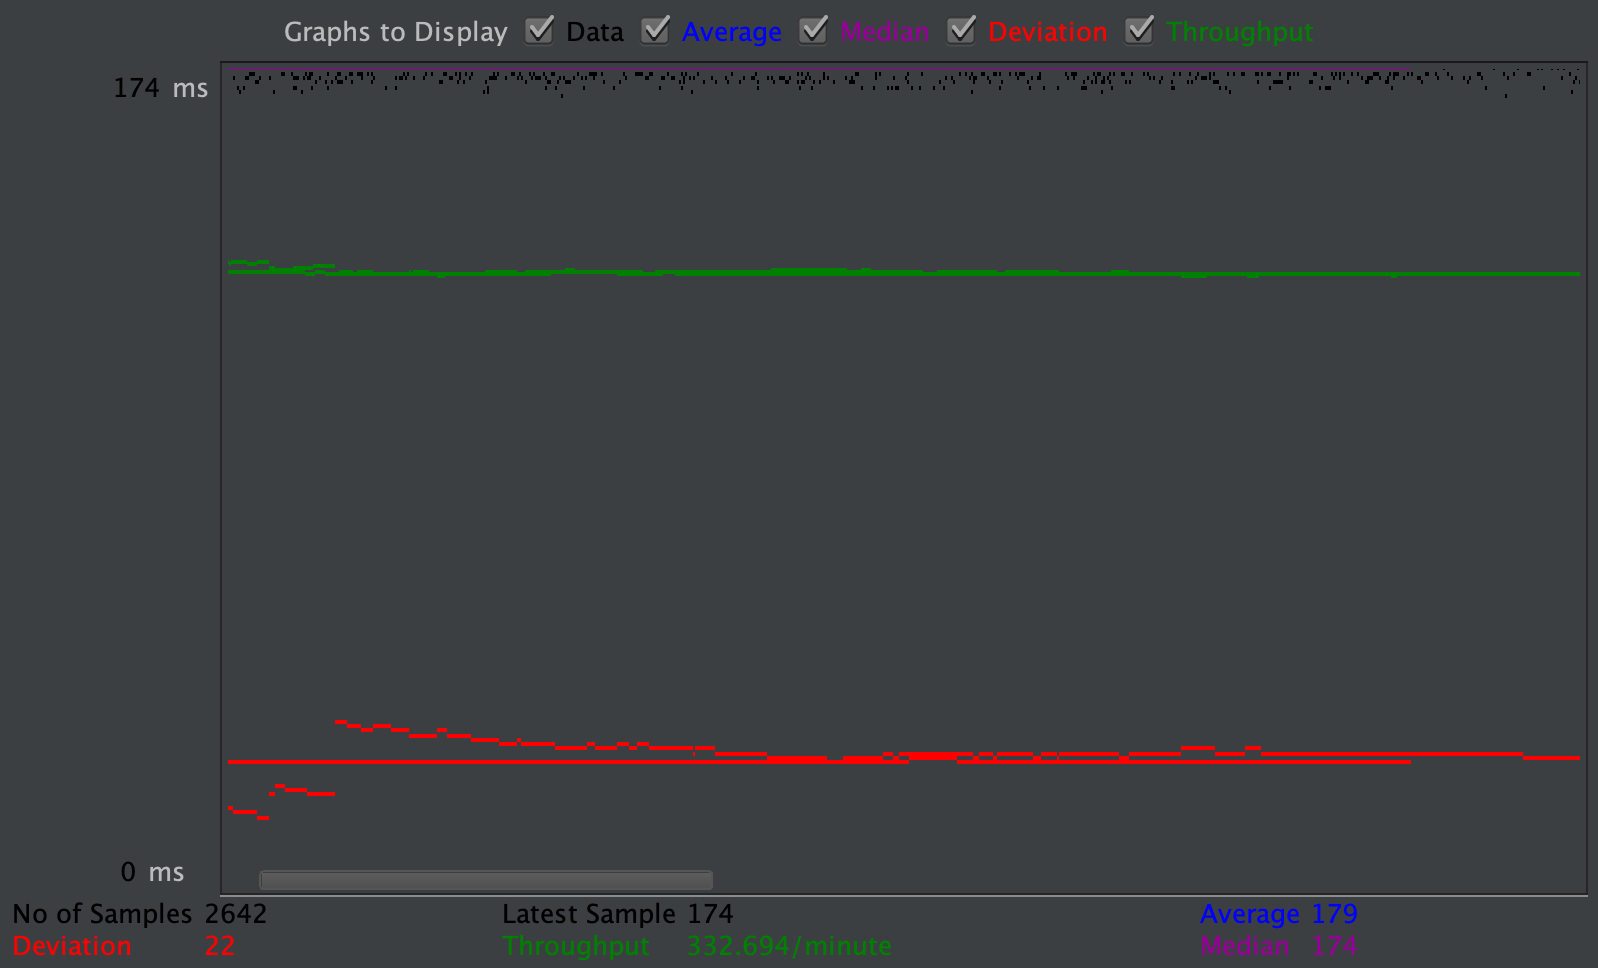 Graphs to Display Data Average Median Deviation Throughput
174 ms
0 ms
No of Samples 2642 Latest Sample 174 Average 179
Deviation 22 Throughput 332.694/minute Median 174